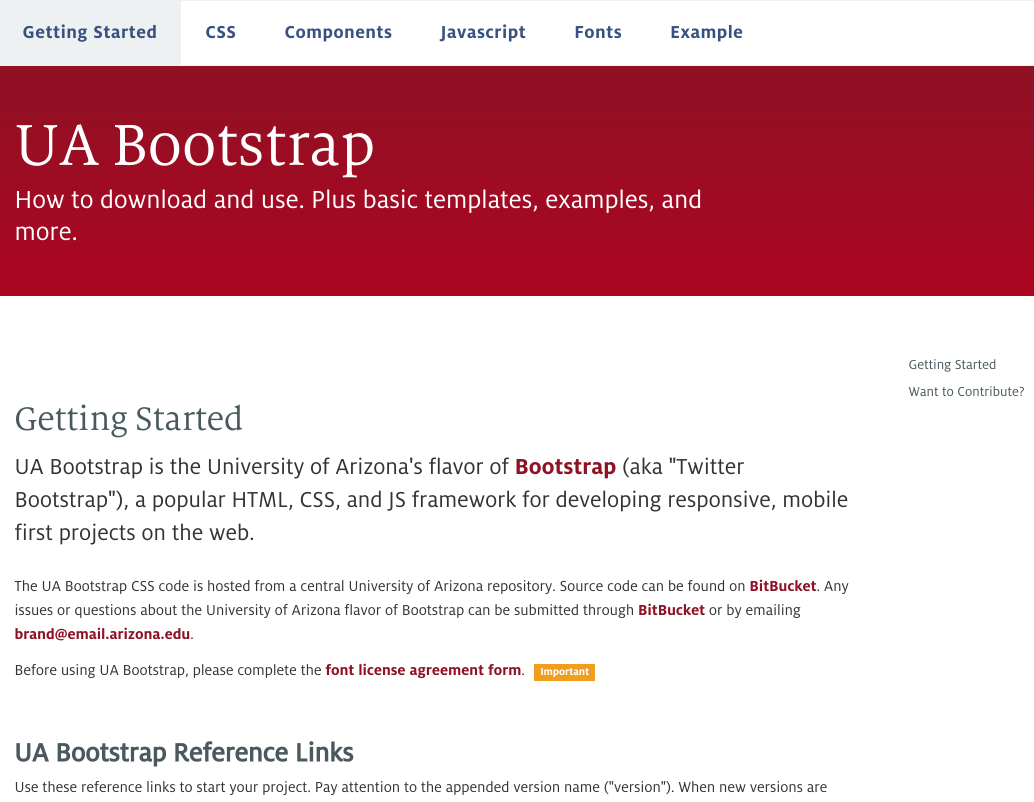 Getting Started CSS Components Javascript Fonts Example
UA Bootstrap
How to download and use. Plus basic templates, examples, and
more.
Getting Started
Want to Contribute?
Getting Started
UA Bootstrap is the University of Arizona's flavor of Bootstrap (aka "Twitter
Bootstrap"), a popular HTML, CSS, and JS framework for developing responsive, mobile
first projects on the web.
The UA Bootstrap CSS code is hosted from a central University of Arizona repository. Source code can be found on BitBucket. Any
issues or questions about the University of Arizona flavor of Bootstrap can be submitted through BitBucket or by emailing
brand@email.arizona.edu.
Before using UA Bootstrap, please complete the font license agreement form. Important
UA Bootstrap Reference Links
Use these reference links to start your project. Pay attention to the appended version name ("version"). When new versions are